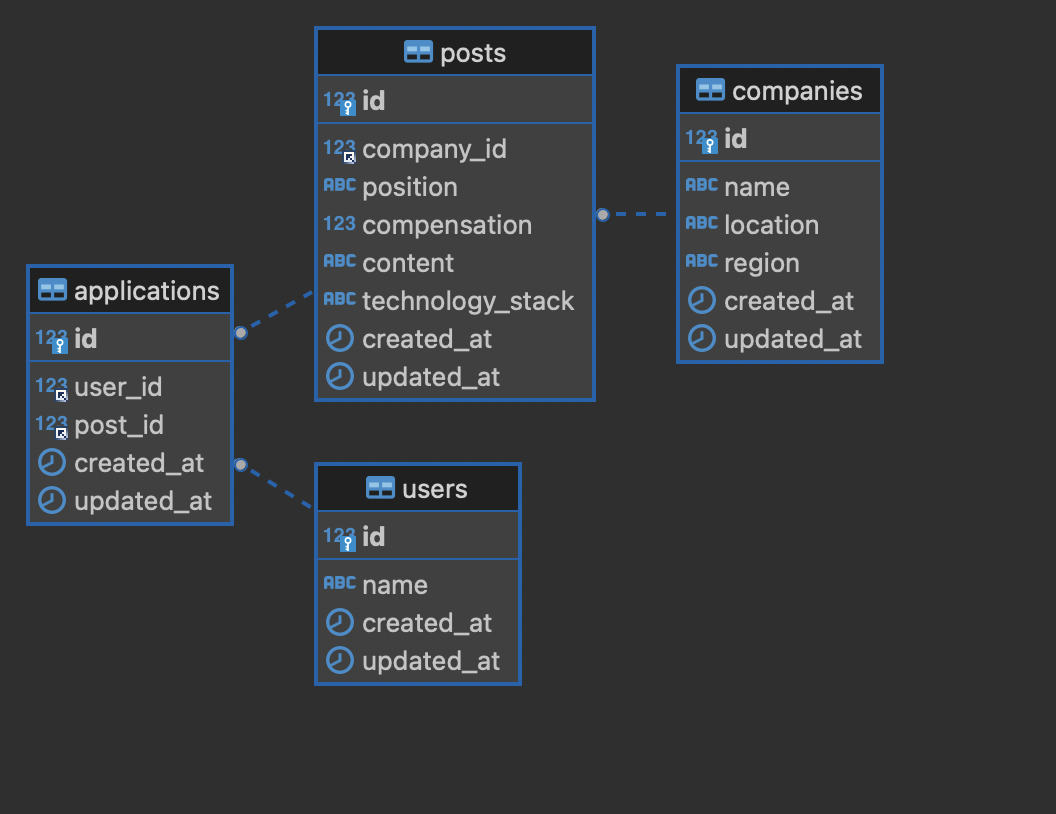 posts
123 id
123 company_id
ABC position
123 compensation
ABC content
ABC technology_stack
created_at
updated_at
companies
123 id
ABC name
ABC location
ABC region
created_at
updated_at
applications
123 id
123 user_id
123 post_id
created_at
updated_at
users
123 id
ABC name
created_at
updated_at